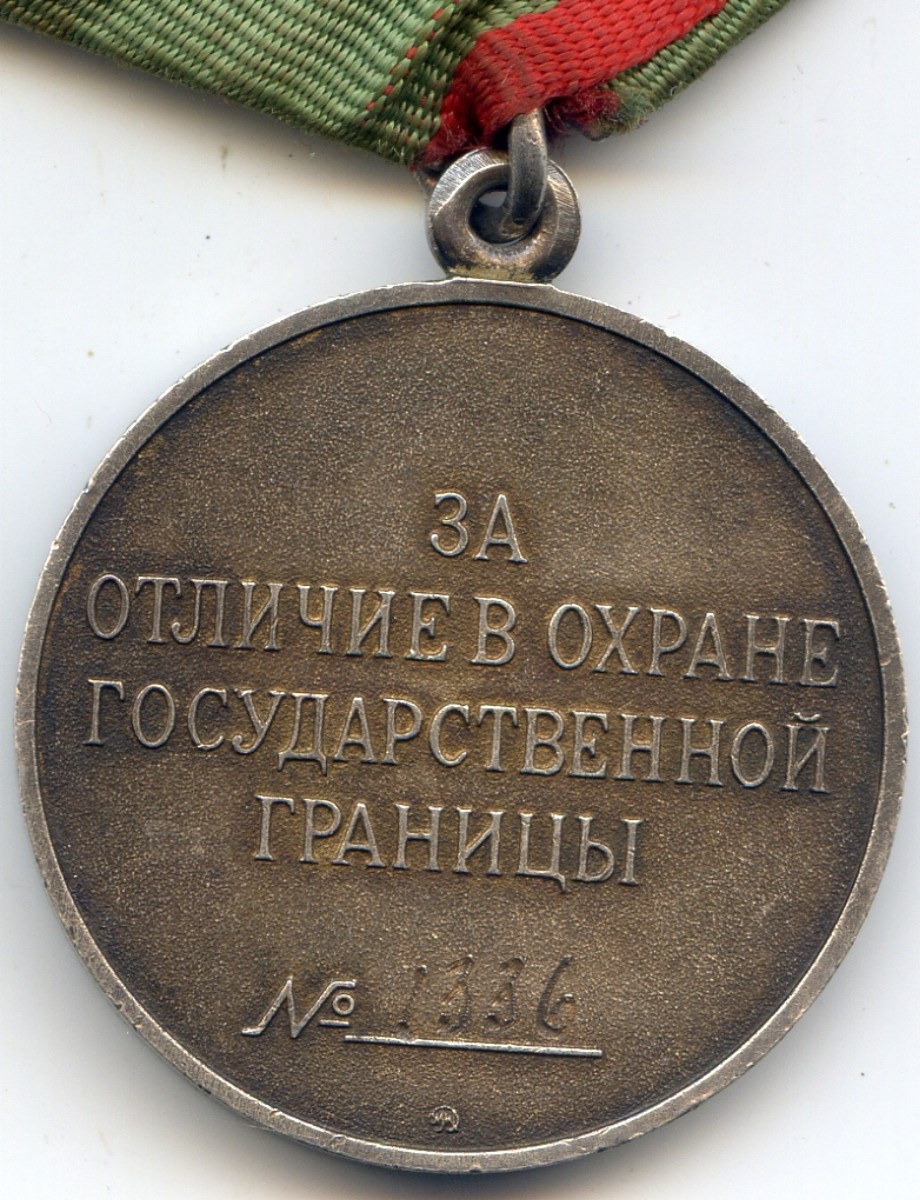 ЗА
ОТЛИЧИЕ В ОХРАНЕ
ГОСУДАРСТВЕННОЙ
ГРАНИЦЫ
№ 1336